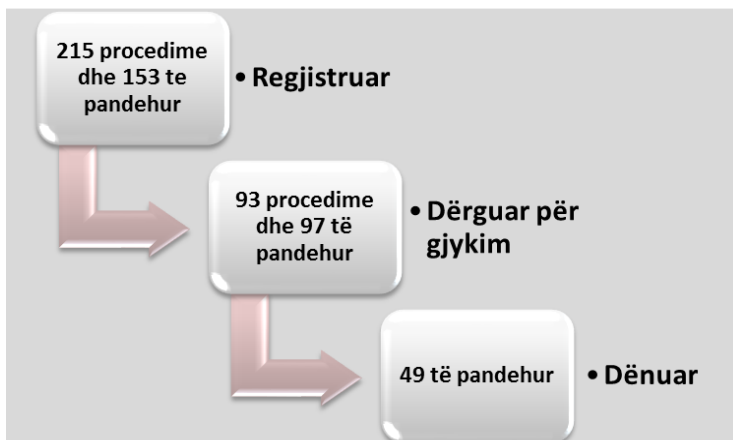 215 procedime
dhe 153 te
pandehur
• Regjistruar
93 procedime
dhe 97 të
pandehur
• Dërguar për
gjykim
49 të pandehur
• Dënuar